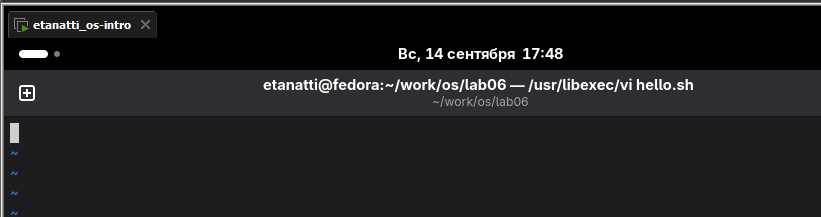 etanatti_os-intro
Вс, 14 сентября 17:48
etanatti@fedora:~/work/os/lab06 — /usr/libexec/vi hello.sh
~/work/os/lab06
~
~
~
~